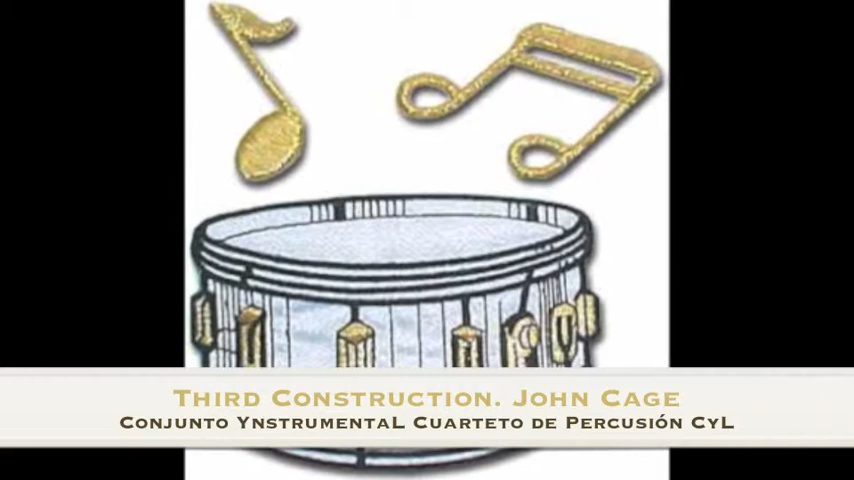 Third Construction. John Cage
Conjunto YnstrumentaL Cuarteto de Percusión CyL